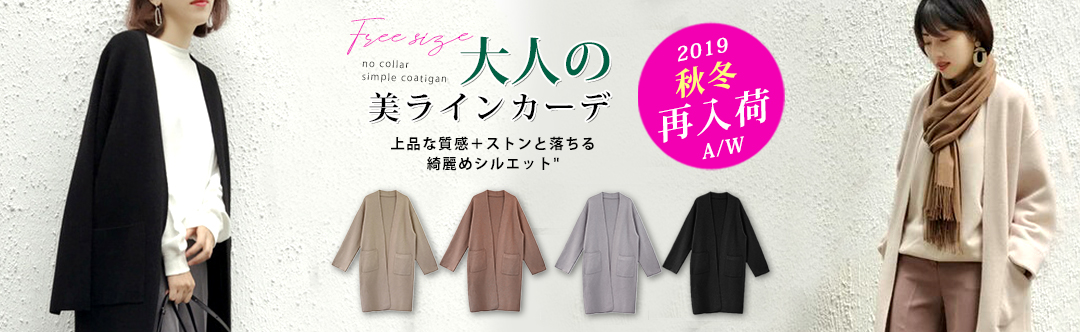 Free size
no collar
simple coatigan
大人の
美ラインカーデ
上品な質感＋ストンと落ちる
綺麗めシルエット"
2019
秋冬
再入荷
A/W